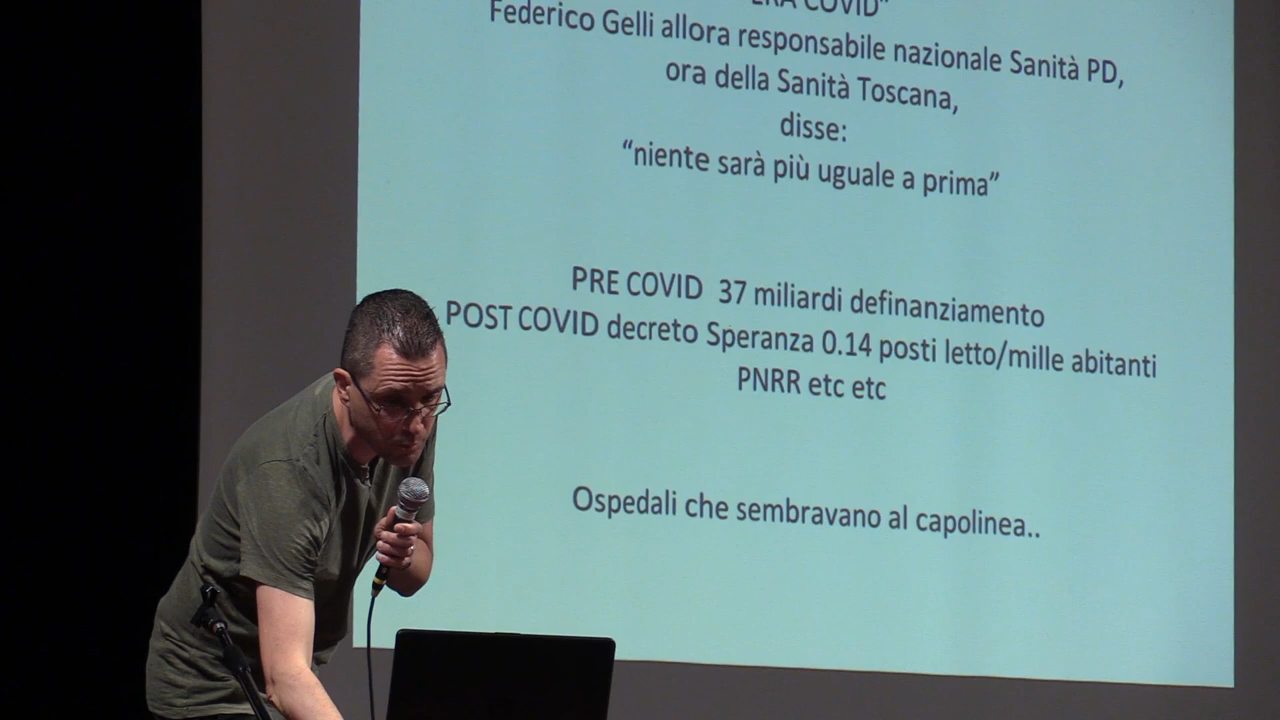 "ERA COVID"
Federico Gelli allora responsabile nazionale Sanità PD,
ora della Sanità Toscana,
disse:
“niente sarà più uguale a prima”
PRE COVID 37 miliardi definanziamento
POST COVID decreto Speranza 0.14 posti letto/mille abitanti
PNRR etc etc
Ospedali che sembravano al capolinea..